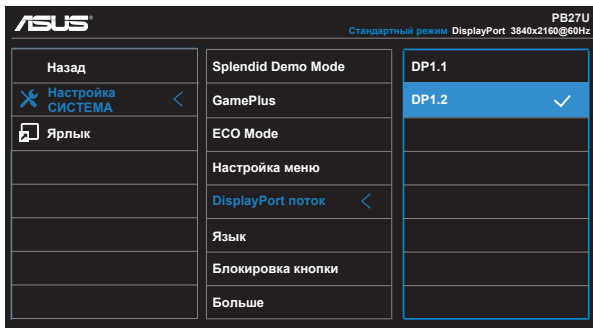 ASUS
PB27U
Стандартный режим DisplayPort 3840x2160@60Hz
Назад
Настройка
СИСТЕМА
Ярлык
Splendid Demo Mode
GamePlus
ECO Mode
Настройка меню
DisplayPort поток
Язык
Блокировка кнопки
Больше
DP1.1
DP1.2